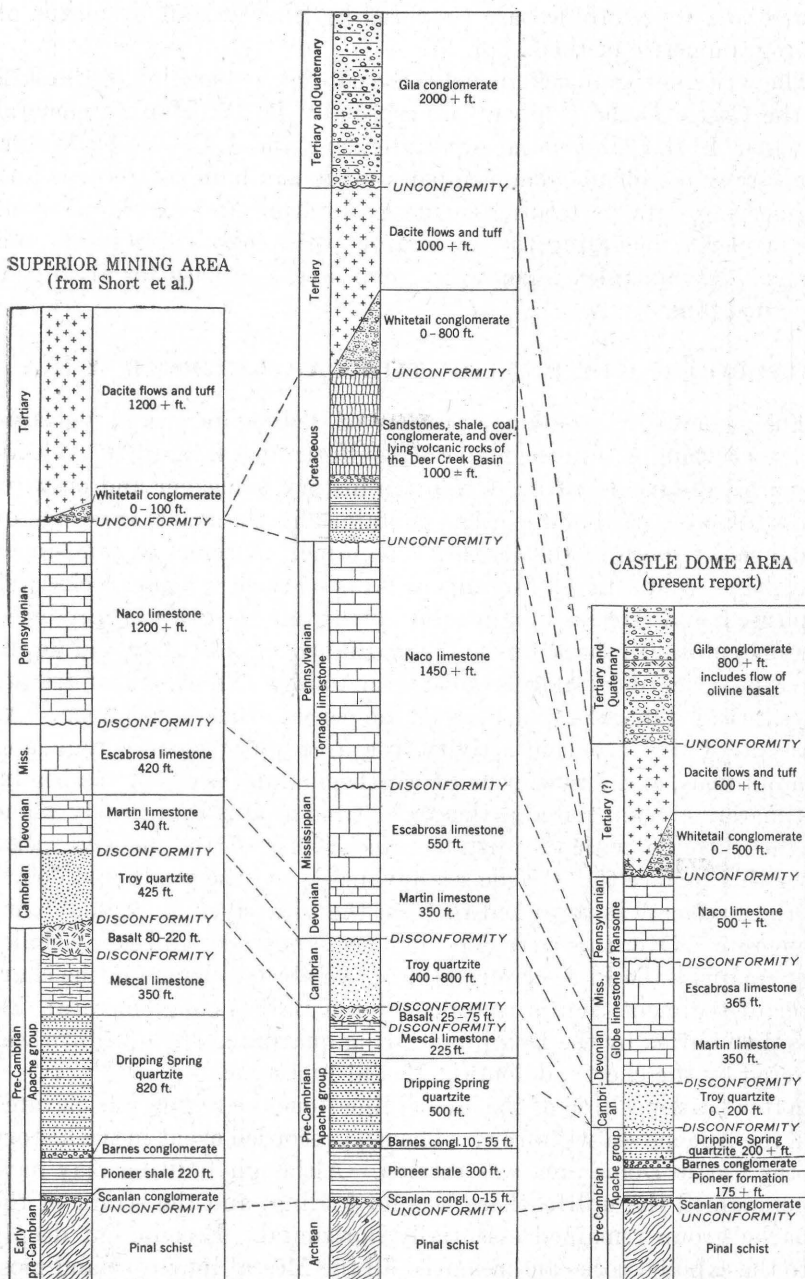 SUPERIOR MINING AREA
(from Short et al.)
Tertiary
Dacite flows and tuff
1200 + ft.
Whitetail conglomerate
0-100 ft.
UNCONFORMITY
Pennsylvanian
Naco limestone
1200 + ft.
DISCONFORMITY
Miss.
Escabrosa limestone
420 ft.
Devonian
Martin limestone
340 ft.
DISCONFORMITY
Cambrian
Troy quartzite
425 ft.
DISCONFORMITY
Pre-Cambrian
Apache group
Basalt 80-220 ft.
DISCONFORMITY
Mescal limestone
350 ft.
Dripping Spring
quartzite
820 ft.
Barnes conglomerate
Pioneer shale 220 ft.
Scanlan conglomerate
UNCONFORMITY
Early
pre-Cambrian
Pinal schist
Tertiary and Quaternary
Gila conglomerate
2000 + ft.
UNCONFORMITY
Tertiary
Dacite flows and tuff
1000 + ft.
Whitetail conglomerate
0-800 ft.
UNCONFORMITY
Cretaceous
Sandstones, shale, coal,
conglomerate, and over-
lying volcanic rocks of
the Deer Creek Basin
1000 ± ft.
UNCONFORMITY
Pennsylvanian
Tornado limestone
Naco limestone
1450 + ft.
DISCONFORMITY
Mississippian
Escabrosa limestone
550 ft.
Devonian
Martin limestone
350 ft.
DISCONFORMITY
Cambrian
Troy quartzite
400-800 ft.
DISCONFORMITY
Pre-Cambrian
Apache group
Basalt 25-75 ft.
DISCONFORMITY
Mescal limestone
225 ft.
Dripping Spring
quartzite
500 ft.
Barnes congl. 10-55 ft.
Pioneer shale 300 ft.
Scanlan congl. 0-15 ft.
UNCONFORMITY
Archean
Pinal schist
CASTLE DOME AREA
(present report)
Tertiary and
Quaternary
Gila conglomerate
800 + ft.
includes flow of
olivine basalt
UNCONFORMITY
Tertiary (?)
Dacite flows and tuff
600 + ft.
Whitetail conglomerate
0-500 ft.
UNCONFORMITY
Pennsylvanian
Globe limestone of Ransome
Naco limestone
500 + ft.
DISCONFORMITY
Miss.
Escabrosa limestone
365 ft.
Devonian
Martin limestone
350 ft.
DISCONFORMITY
Cambri-
an
Troy quartzite
0-200 ft.
DISCONFORMITY
Pre-Cambrian
Apache group
Dripping Spring
quartzite 200 + ft.
Barnes conglomerate
Pioneer formation
175 + ft.
Scanlan conglomerate
UNCONFORMITY
Pinal schist